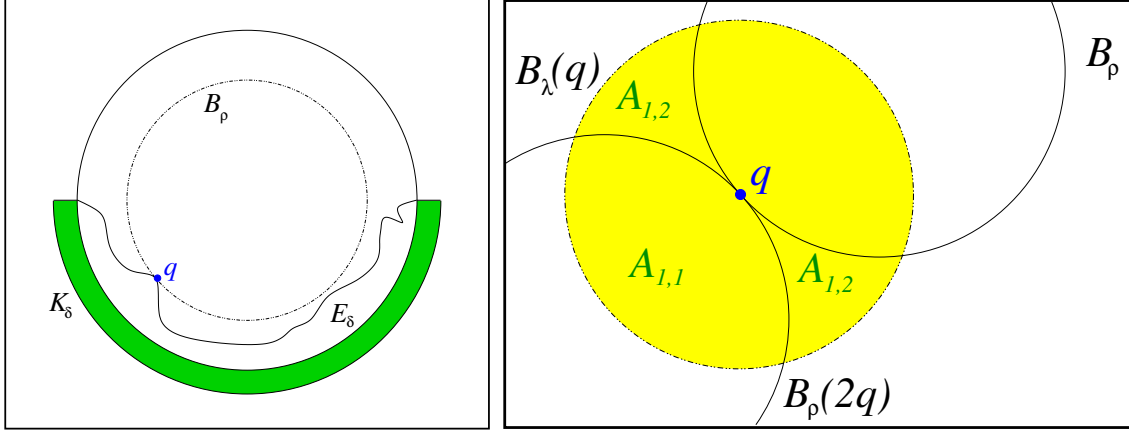 B_ρ
q
K_δ
E_δ
B_λ(q)
B_ρ
A_{1,2}
q
A_{1,1}
A_{1,2}
B_ρ(2q)